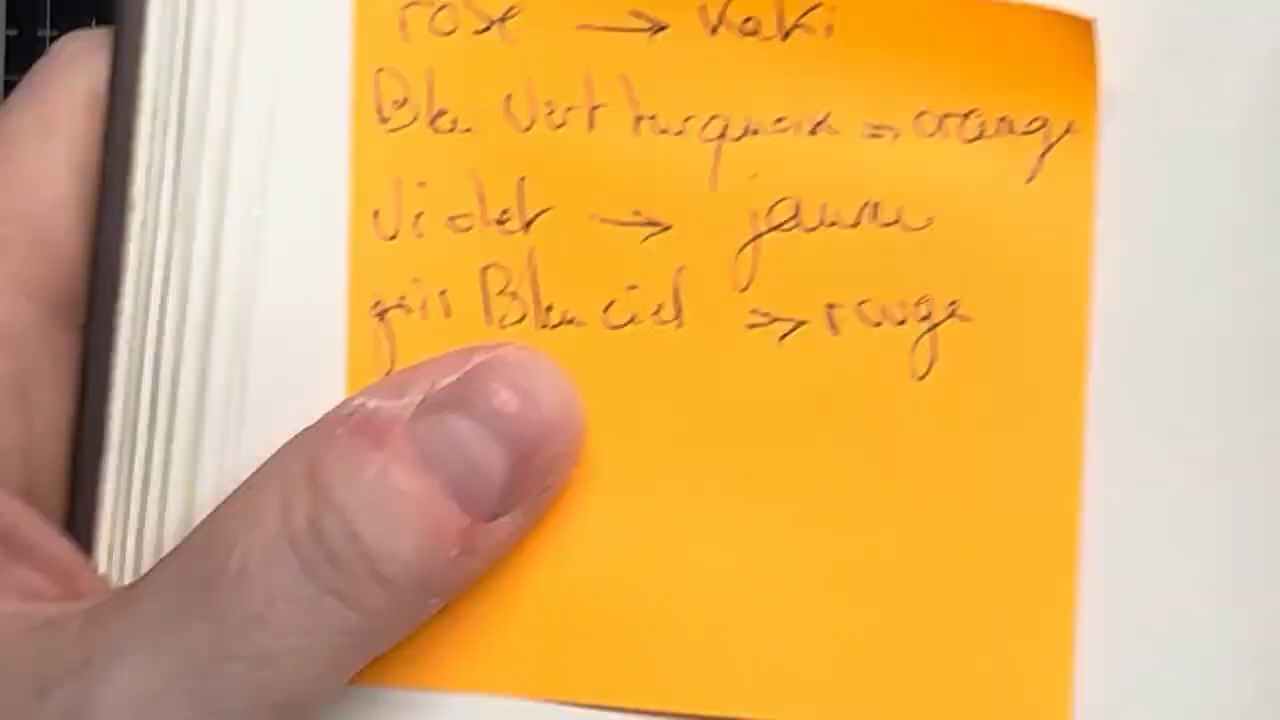 rose → Kaki
Bleu Vert turquoise → orange
Violet → jaune
gris Bleu ciel → rouge